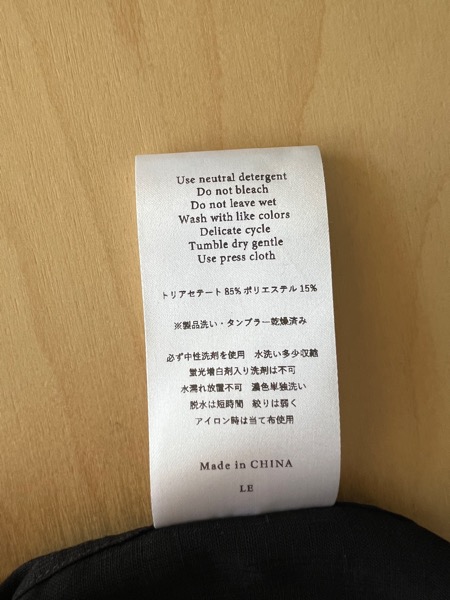 Use neutral detergent
Do not bleach
Do not leave wet
Wash with like colors
Delicate cycle
Tumble dry gentle
Use press cloth
トリアセテート 85% ポリエステル 15%
※製品洗い・タンブラー乾燥済み
必ず中性洗剤を使用　水洗い多少収縮
蛍光増白剤入り洗剤は不可
水濡れ放置不可　濃色単独洗い
脱水は短時間　絞りは弱く
アイロン時は当て布使用
Made in CHINA
LE